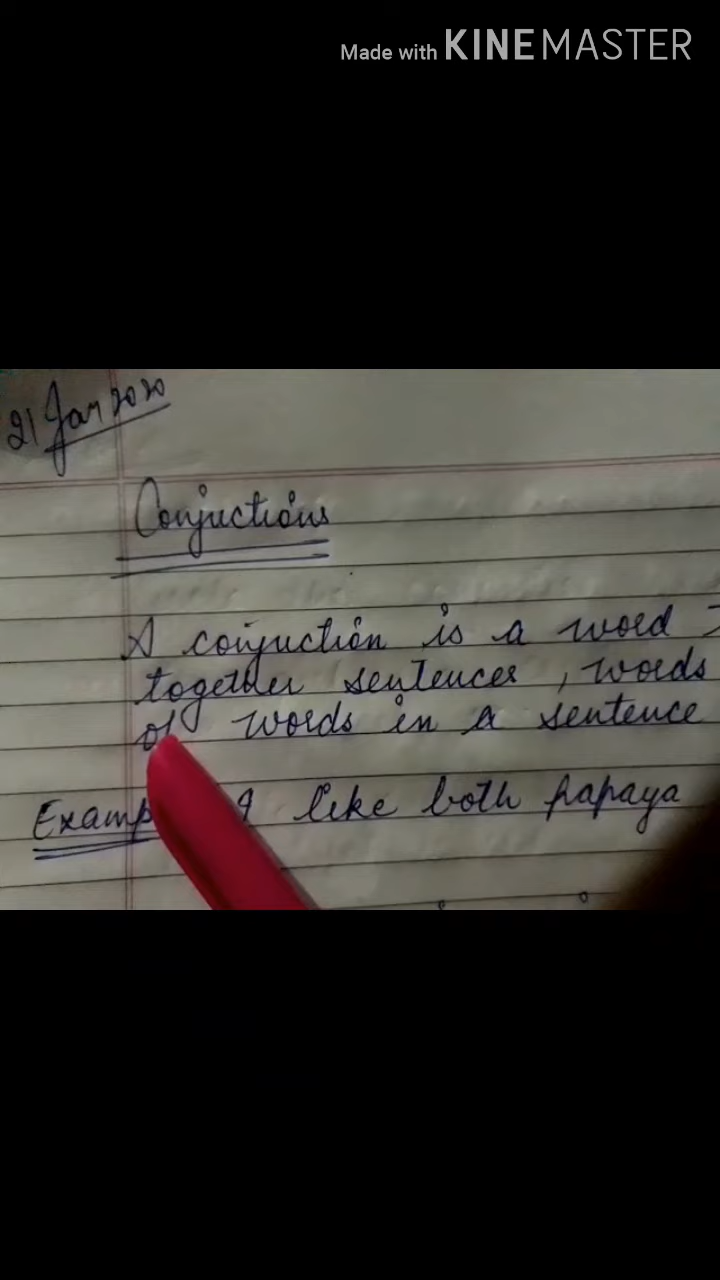 Made with KINEMASTER
21 Jan 2020
Conjuctions
A conjuction is a word
together sentences, words
of words in a sentence
Examp I like both papaya